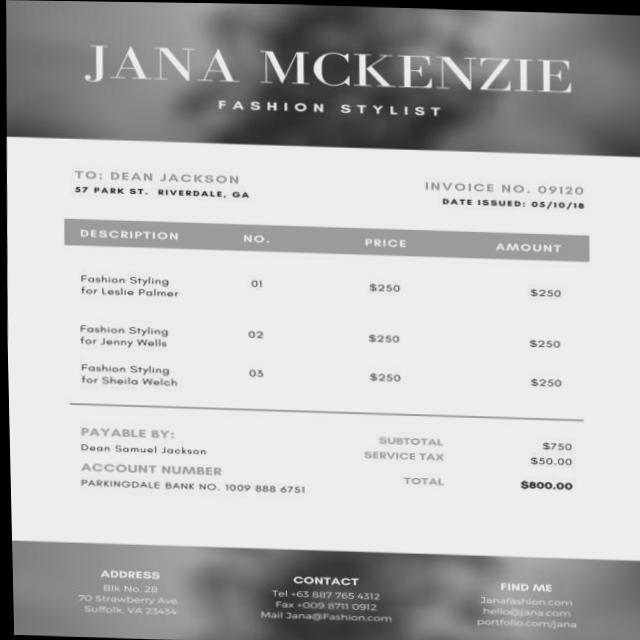 JANA MCKENZIE
FASHION STYLIST
TO: DEAN JACKSON
57 PARK ST. RIVERDALE, GA
INVOICE NO. 09120
DATE ISSUED: 05/10/18
DESCRIPTION NO. PRICE AMOUNT
Fashion Styling
for Leslie Palmer 01 $250 $250
Fashion Styling
for Jenny Wells 02 $250 $250
Fashion Styling
for Sheila Welch 03 $250 $250
PAYABLE BY:
Dean Samuel Jackson
ACCOUNT NUMBER
PARKINGDALE BANK NO. 1009 888 6751
SUBTOTAL $750
SERVICE TAX $50.00
TOTAL $800.00
ADDRESS
Blk No. 28
70 Strawberry Ave.
Suffolk, VA 23434
CONTACT
Tel +63 887 765 4312
Fax +009 8711 0912
Mail Jana@Fashion.com
FIND ME
Janafashion.com
hello@jana.com
portfolio.com/jana